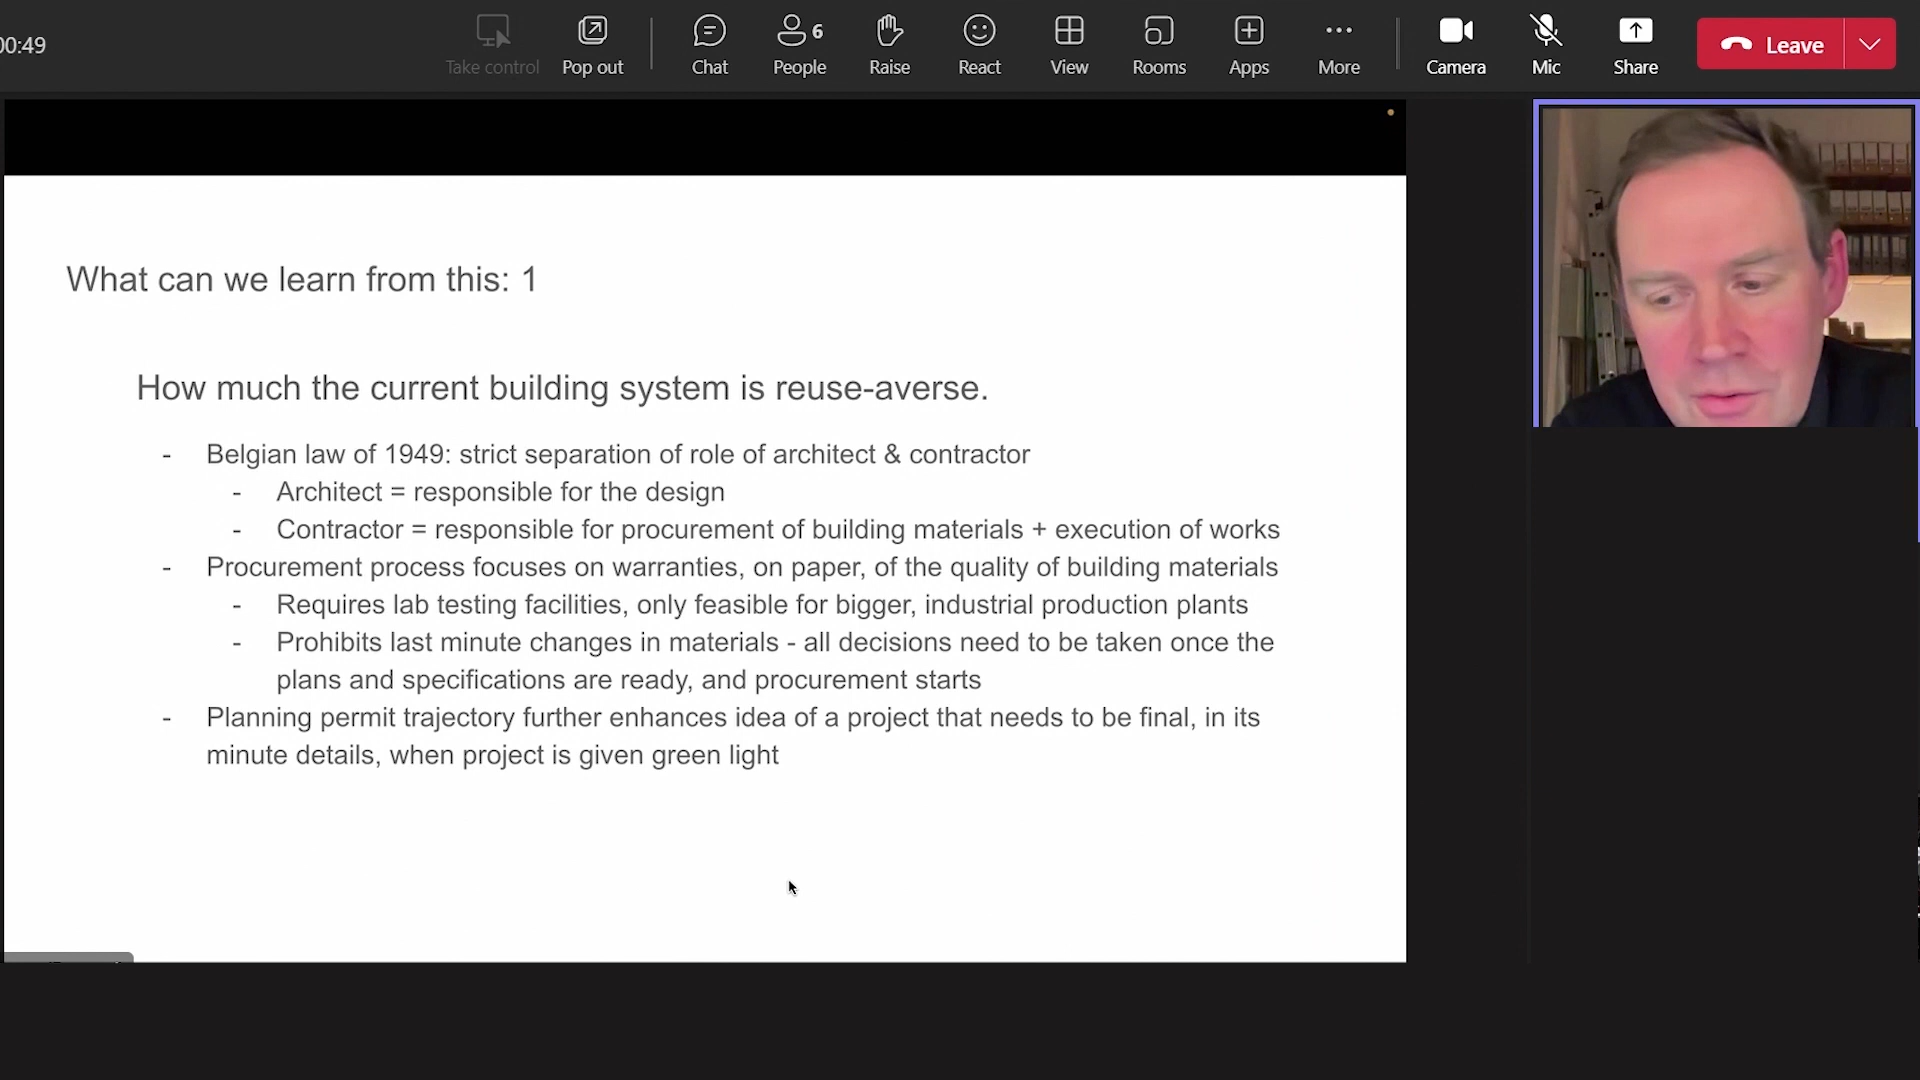 00:49
Take control
Pop out
Chat
People
6
Raise
React
View
Rooms
Apps
More
Camera
Mic
Share
Leave
What can we learn from this: 1
How much the current building system is reuse-averse.
- Belgian law of 1949: strict separation of role of architect & contractor
- Architect = responsible for the design
- Contractor = responsible for procurement of building materials + execution of works
- Procurement process focuses on warranties, on paper, of the quality of building materials
- Requires lab testing facilities, only feasible for bigger, industrial production plants
- Prohibits last minute changes in materials - all decisions need to be taken once the
plans and specifications are ready, and procurement starts
- Planning permit trajectory further enhances idea of a project that needs to be final, in its
minute details, when project is given green light